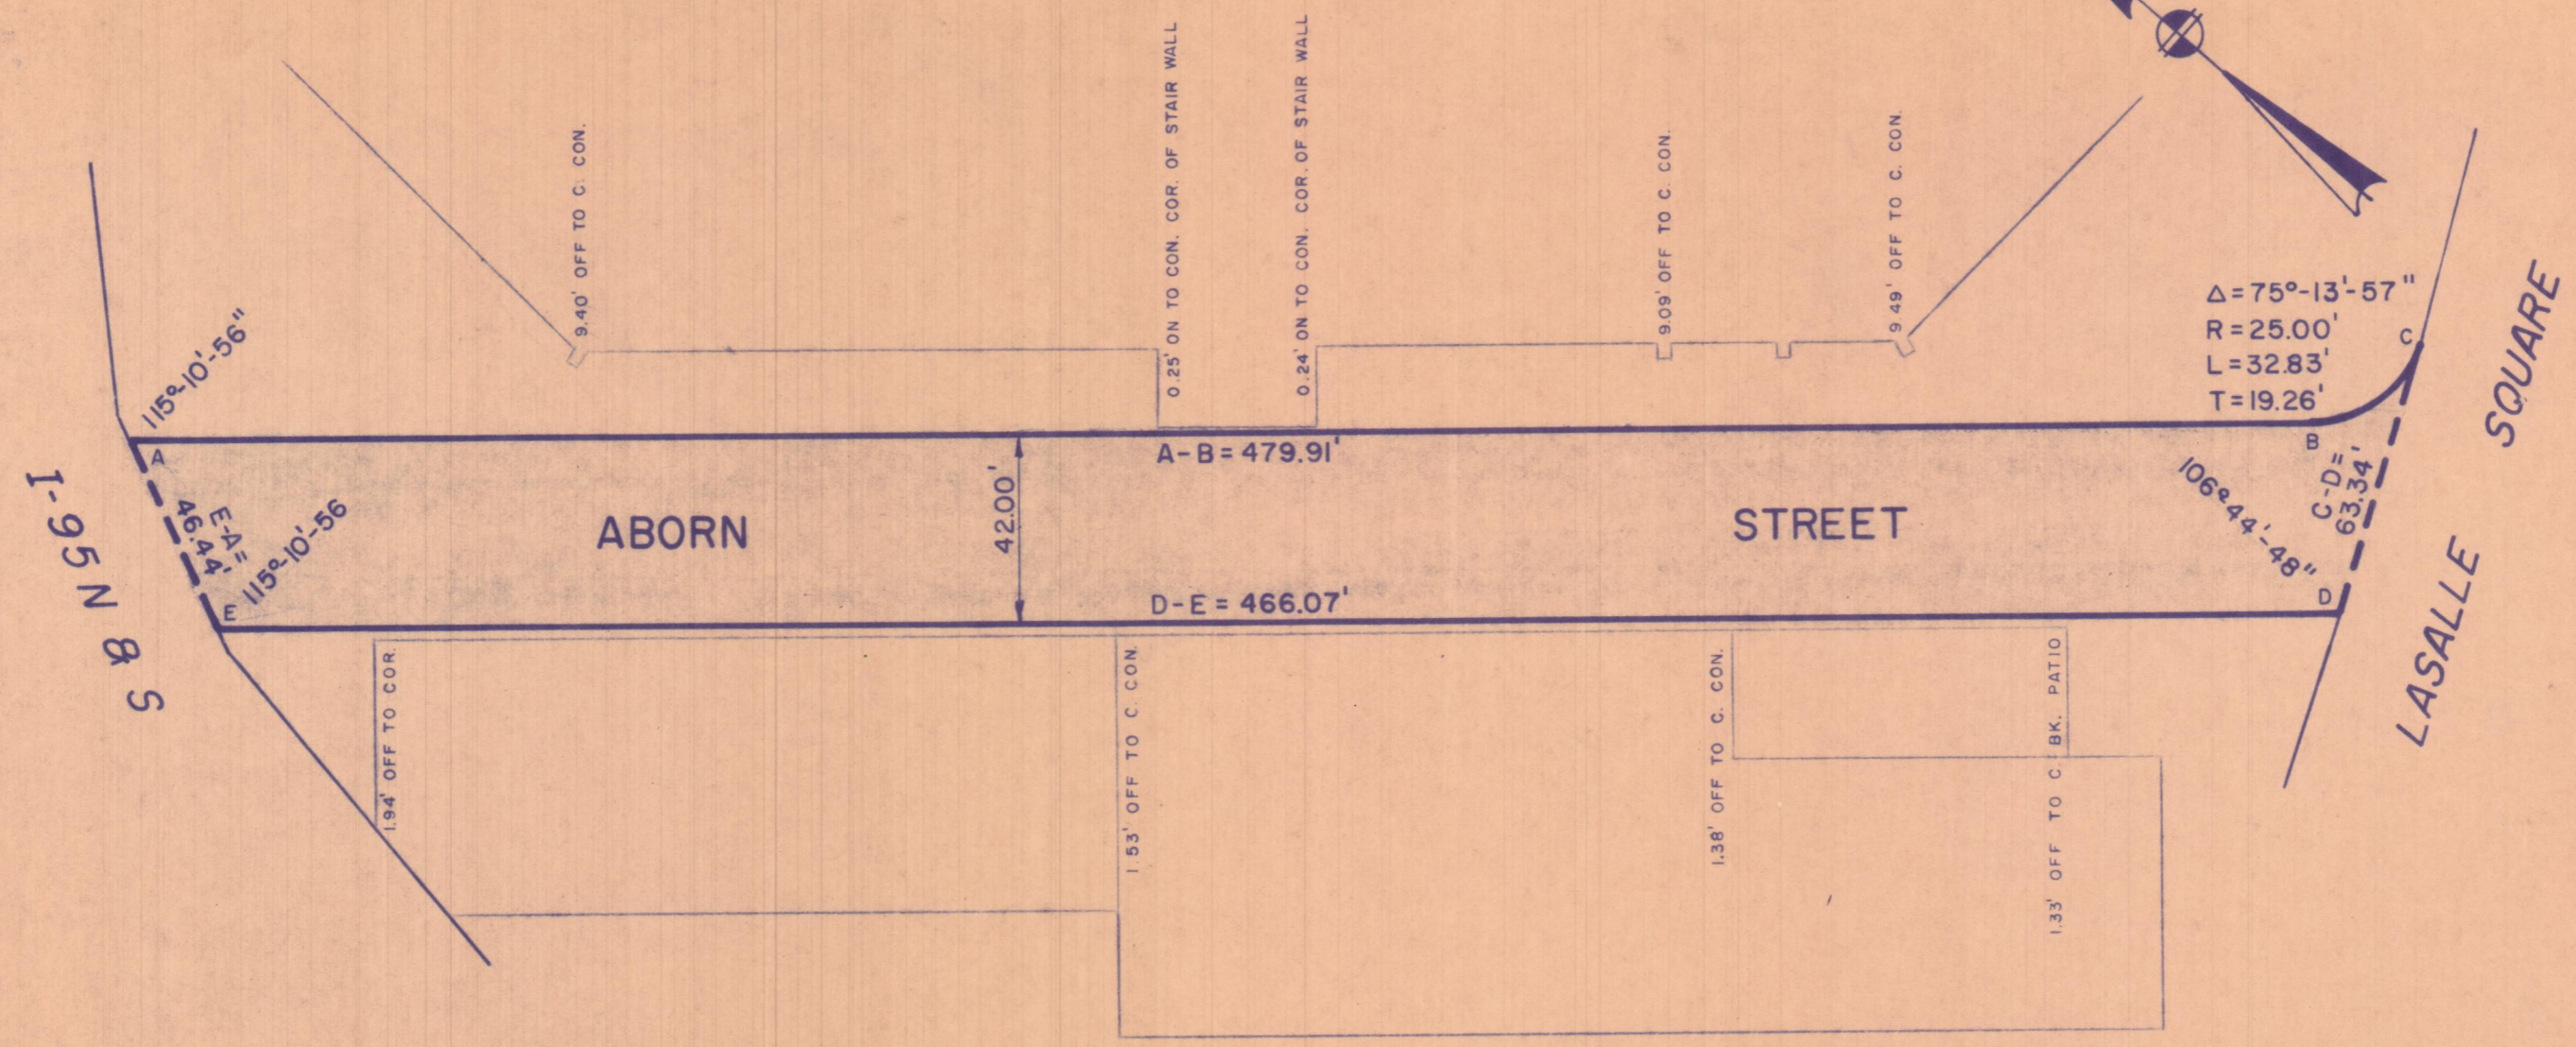 9.40' OFF TO C. CON.
0.25' ON TO CON. COR. OF STAIR WALL
0.24' ON TO CON. COR. OF STAIR WALL
9.09' OFF TO C. CON.
9.49' OFF TO C. CON.
Δ=75°-13'-57"
R=25.00'
L=32.83'
T=19.26'
C
LASALLE SQUARE
115°-10'-56"
A
A-B=479.91'
B
I-95 N & S
E-A=
46.44'
115°-10'-56
E
ABORN STREET
42.00'
D-E=466.07'
106°-44'-48"
C-D=
63.34'
D
1.94' OFF TO COR.
1.53' OFF TO C. CON.
1.38' OFF TO C. CON.
1.33' OFF TO C. BK. PATIO